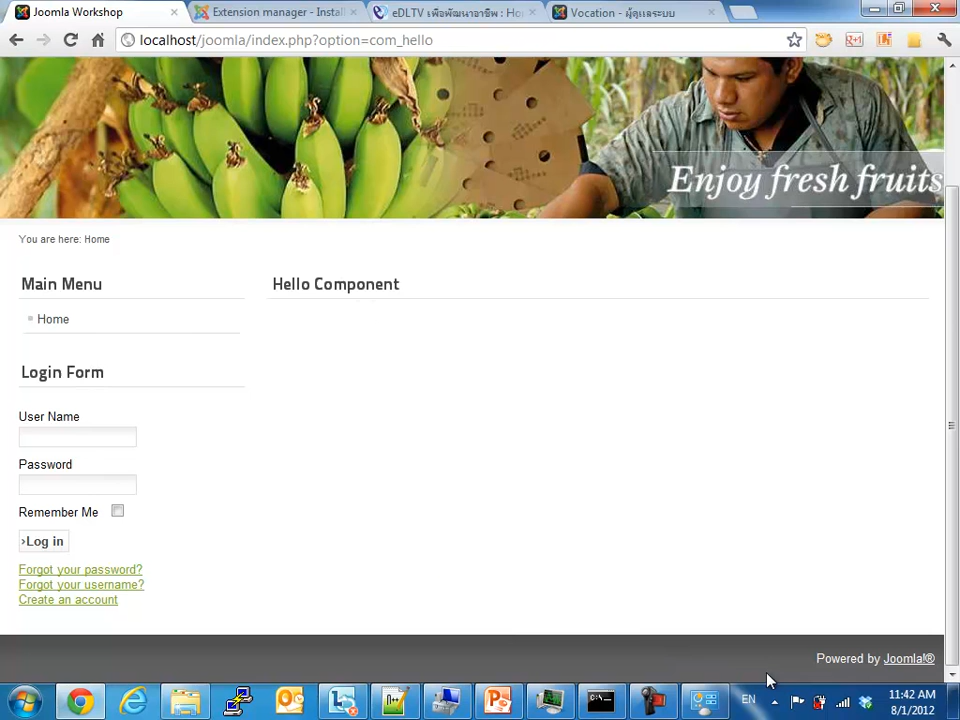 Joomla Workshop
Extension manager - Install
eDLTV เพื่อพัฒนาอาชีพ : Ho
Vocation - ผู้ดูแลระบบ
localhost/joomla/index.php?option=com_hello
Enjoy fresh fruits
You are here: Home
Main Menu
Home
Hello Component
Login Form
User Name
Password
Remember Me
›Log in
Forgot your password?
Forgot your username?
Create an account
Powered by Joomla!®
EN
11:42 AM
8/1/2012